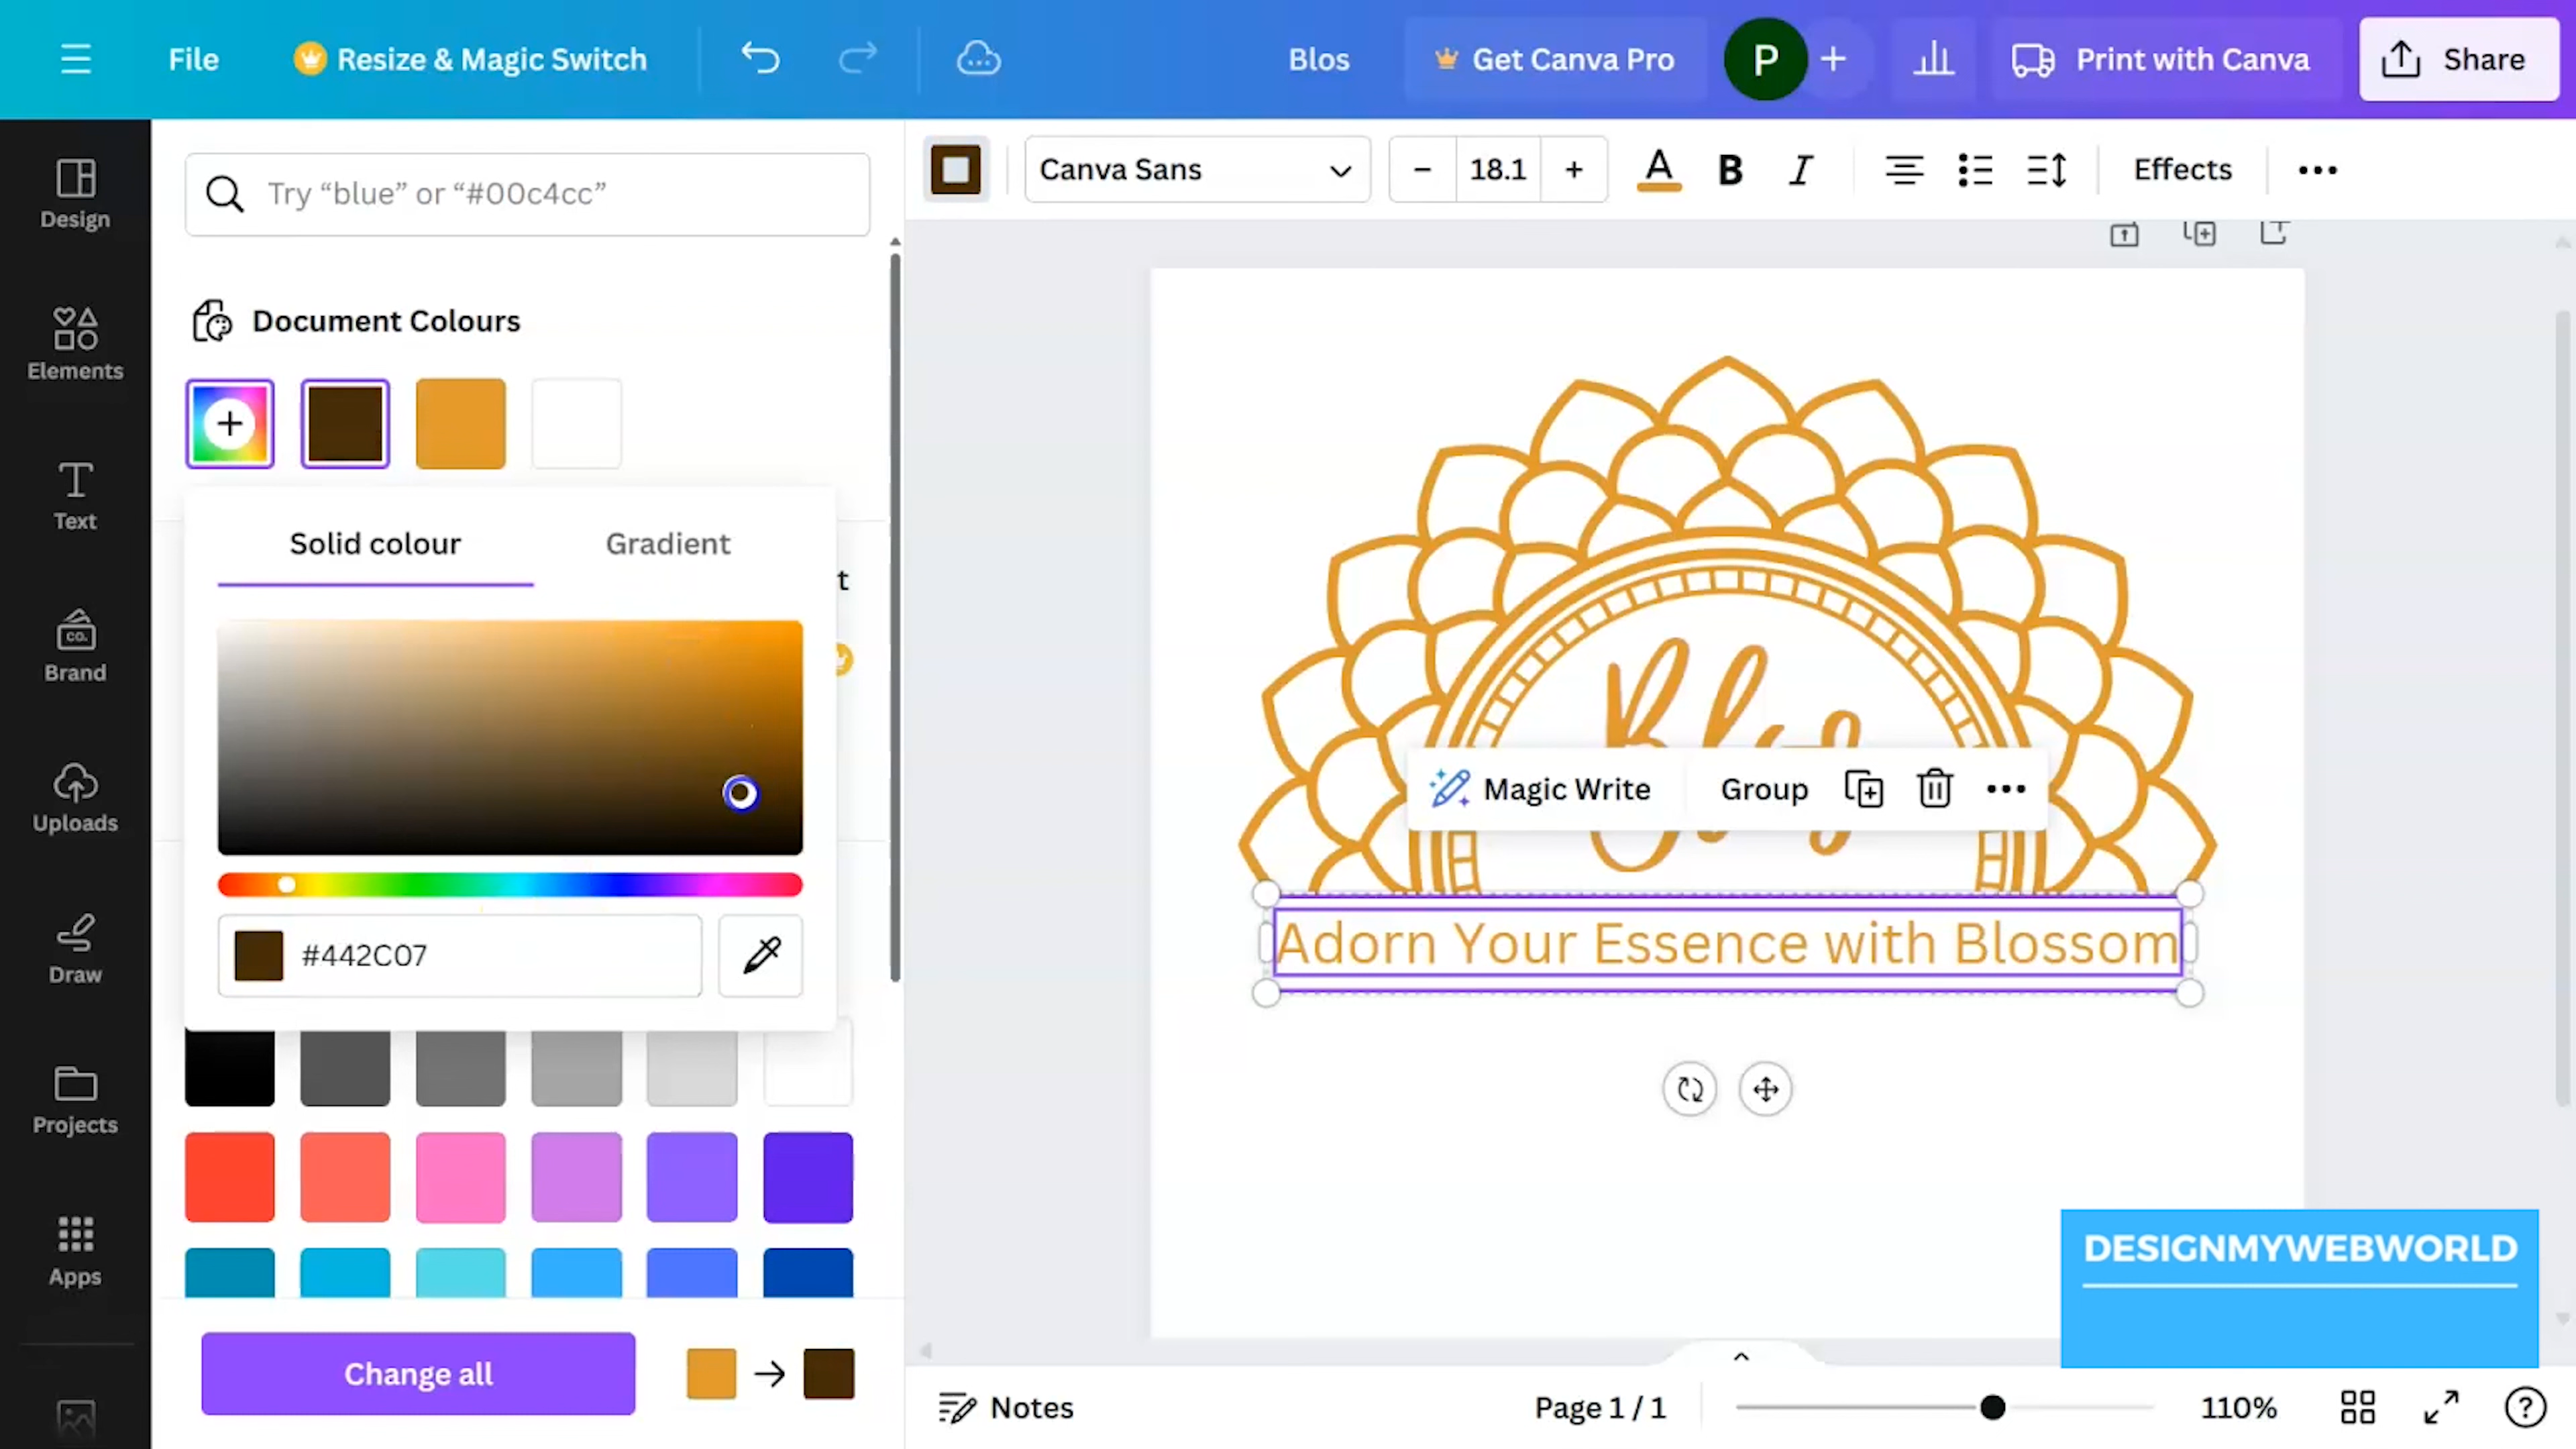 File
Resize & Magic Switch
Blos
Get Canva Pro
P
Print with Canva
Share
Design
Elements
Text
CO.
Brand
Uploads
Draw
Projects
Apps
Try “blue” or “#00c4cc”
Document Colours
Solid colour
Gradient
t
#442C07
Change all
Canva Sans
18.1
A
B
I
Effects
Magic Write
Group
Adorn Your Essence with Blossom
DESIGNMYWEBWORLD
Notes
Page 1 / 1
110%